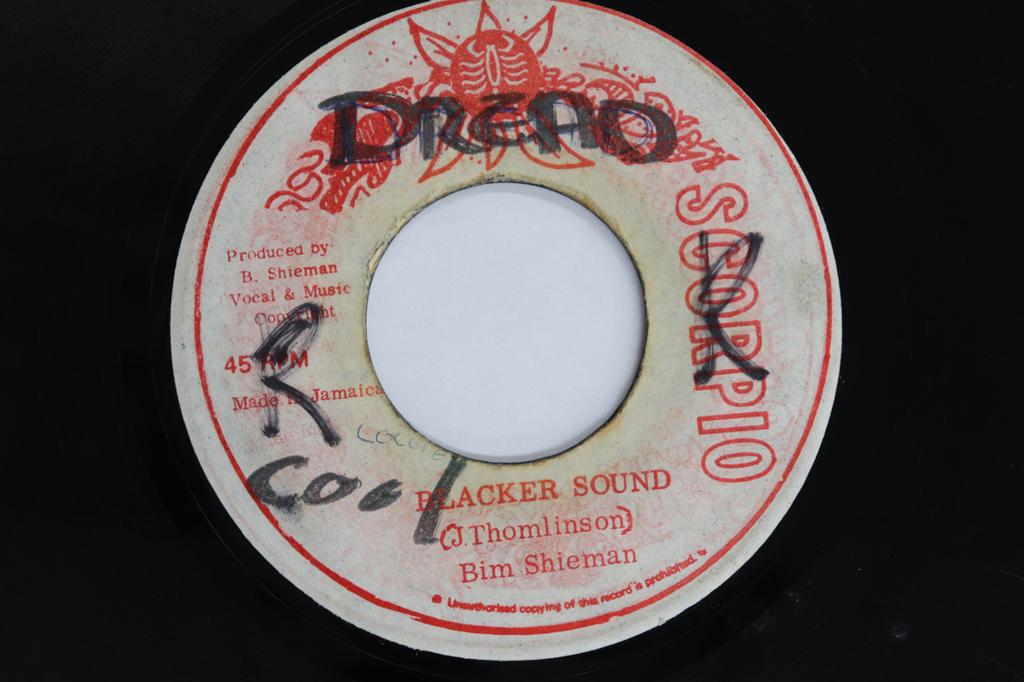 DREAD
SCORPIO
Produced by:
B. Shieman
Vocal & Music
Copyright
45 RPM
Made in Jamaica
R
R
Cool
BLACKER SOUND
(J.Thomlinson)
Bim Shieman
Unauthorised copying of this record is prohibited.